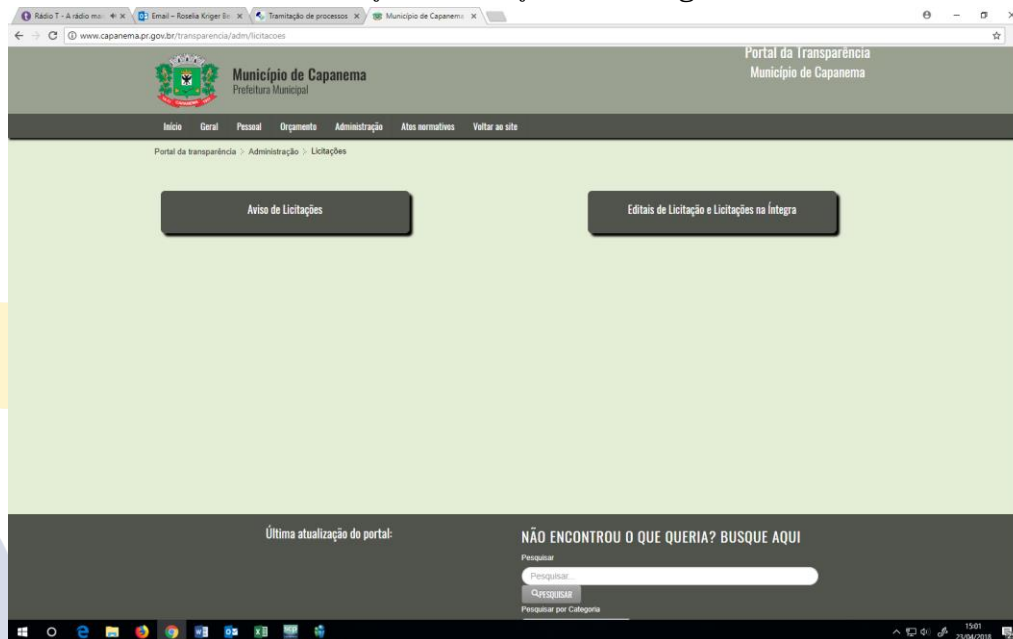 Rádio T - A rádio ma
Email – Roselia Kriger Be
Tramitação de processos
Município de Capanema
www.capanema.pr.gov.br/transparencia/adm/licitacoes
Portal da Transparência
Município de Capanema
Município de Capanema
Prefeitura Municipal
Início Geral Pessoal Orçamento Administração Atos normativos Voltar ao site
Portal da transparência > Administração > Licitações
Aviso de Licitações
Editais de Licitação e Licitações na Íntegra
Última atualização do portal:
NÃO ENCONTROU O QUE QUERIA? BUSQUE AQUI
Pesquisar
Pesquisar...
PESQUISAR
Pesquisar por Categoria
15:01
23/04/2018